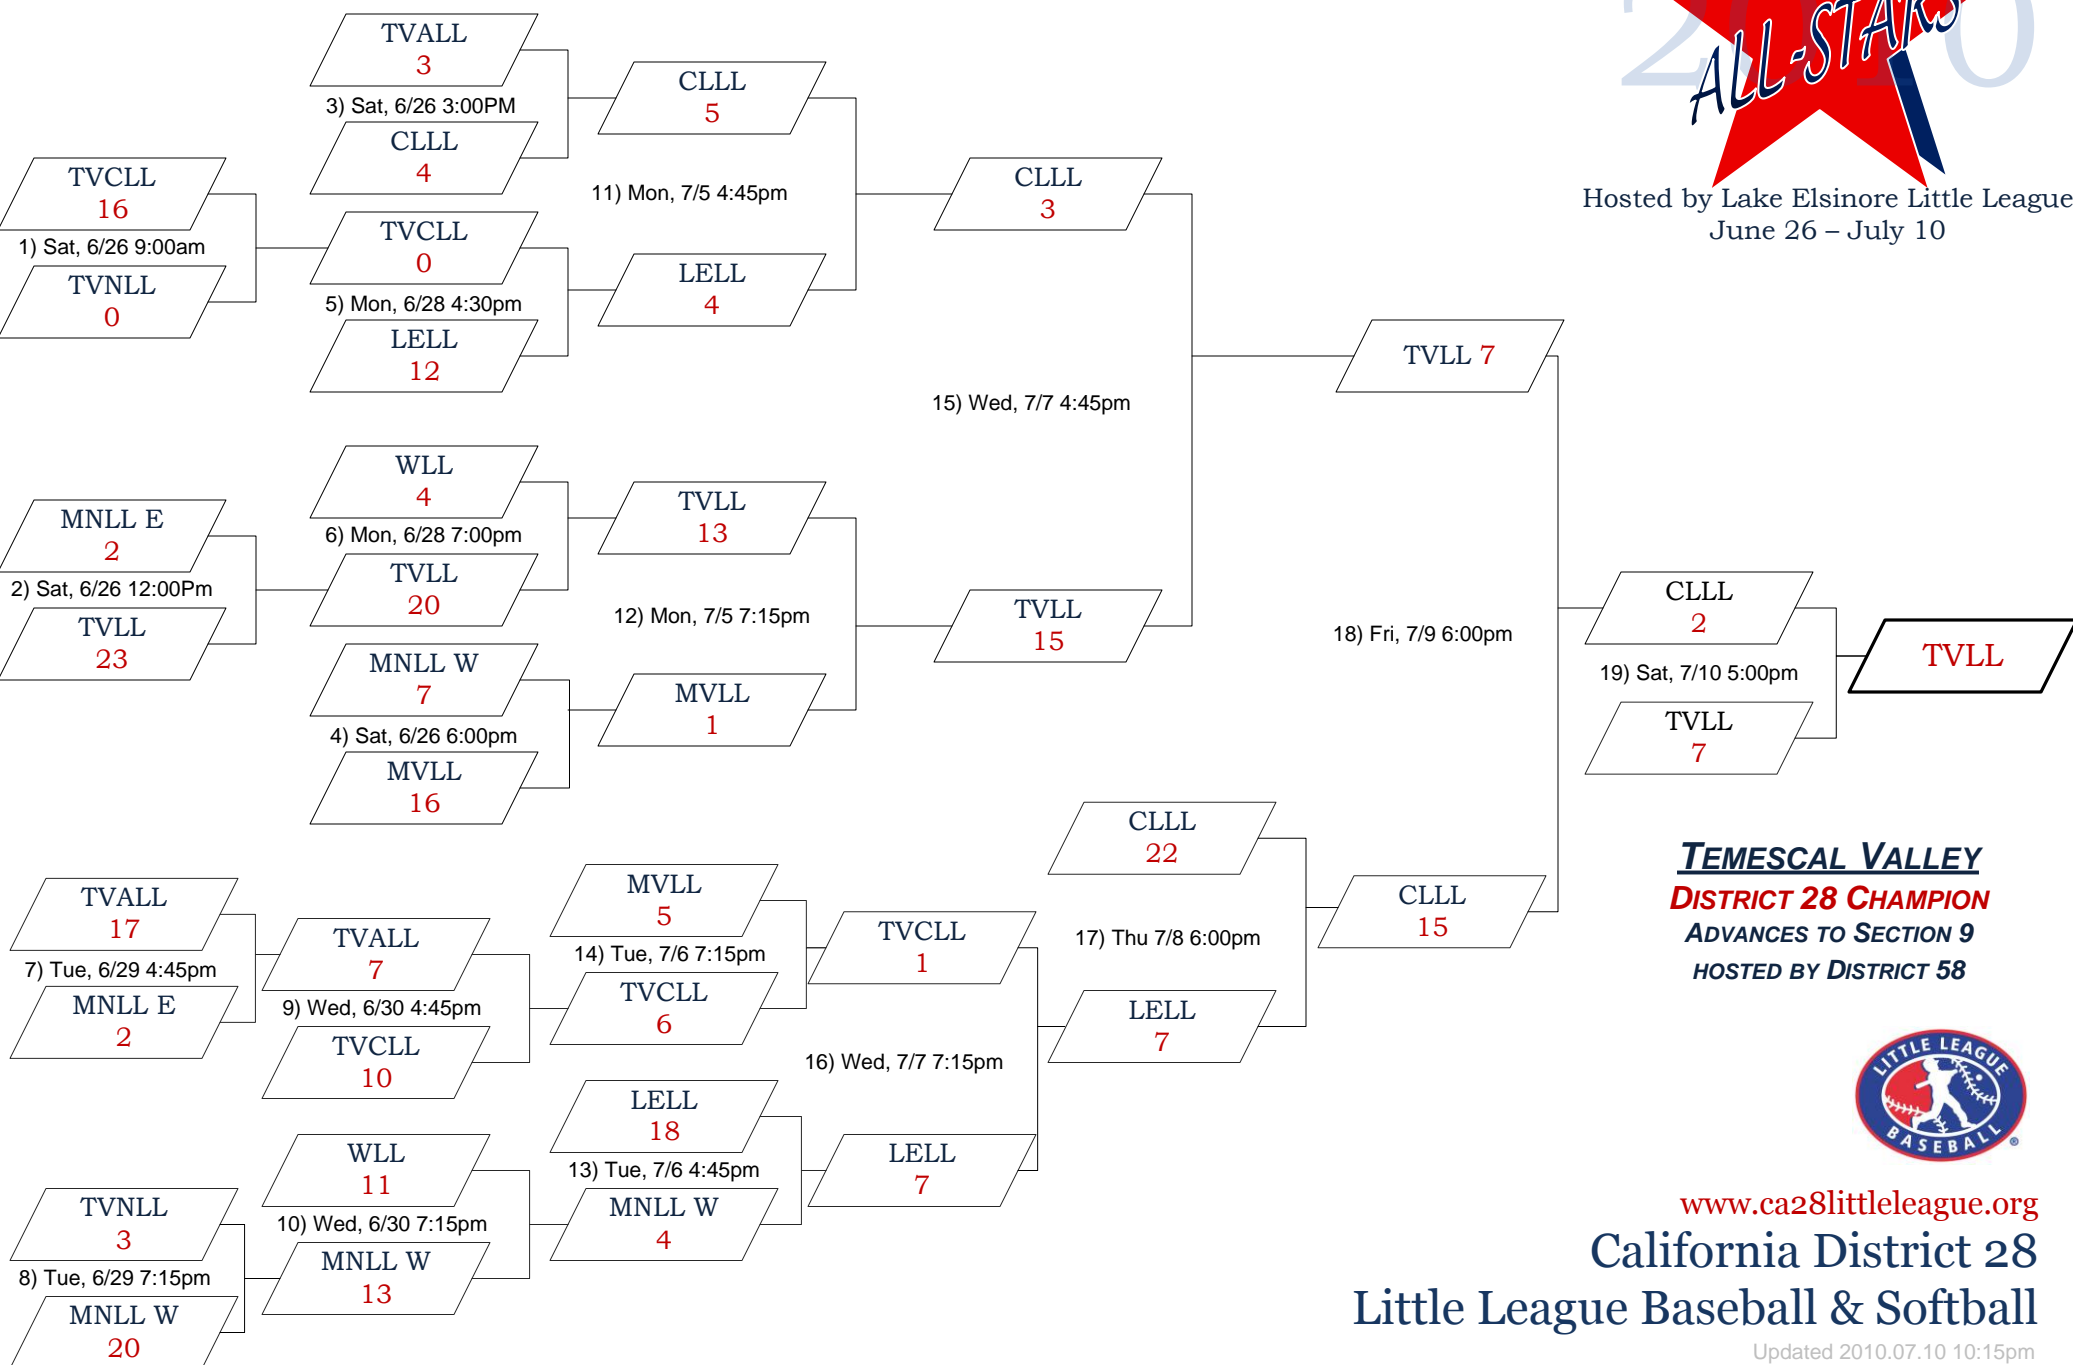 2010
ALL-STARS
Hosted by Lake Elsinore Little League
June 26 – July 10
TVALL
3
3) Sat, 6/26 3:00PM
CLLL
4
CLLL
5
TVCLL
16
1) Sat, 6/26 9:00am
TVNLL
0
11) Mon, 7/5 4:45pm
CLLL
3
TVCLL
0
5) Mon, 6/28 4:30pm
LELL
12
LELL
4
TVLL 7
15) Wed, 7/7 4:45pm
WLL
4
6) Mon, 6/28 7:00pm
TVLL
20
TVLL
13
MNLL E
2
2) Sat, 6/26 12:00Pm
TVLL
23
12) Mon, 7/5 7:15pm
TVLL
15
18) Fri, 7/9 6:00pm
CLLL
2
19) Sat, 7/10 5:00pm
TVLL
7
TVLL
MNLL W
7
4) Sat, 6/26 6:00pm
MVLL
16
MVLL
1
CLLL
22
17) Thu 7/8 6:00pm
LELL
7
CLLL
15
TEMESCAL VALLEY
DISTRICT 28 CHAMPION
ADVANCES TO SECTION 9
HOSTED BY DISTRICT 58
TVALL
17
7) Tue, 6/29 4:45pm
MNLL E
2
TVALL
7
9) Wed, 6/30 4:45pm
TVCLL
10
MVLL
5
14) Tue, 7/6 7:15pm
TVCLL
6
TVCLL
1
16) Wed, 7/7 7:15pm
LELL
18
13) Tue, 7/6 4:45pm
MNLL W
4
LELL
7
WLL
11
10) Wed, 6/30 7:15pm
MNLL W
13
TVNLL
3
8) Tue, 6/29 7:15pm
MNLL W
20
LITTLE LEAGUE
BASEBALL ®
www.ca28littleleague.org
California District 28
Little League Baseball & Softball
Updated 2010.07.10 10:15pm